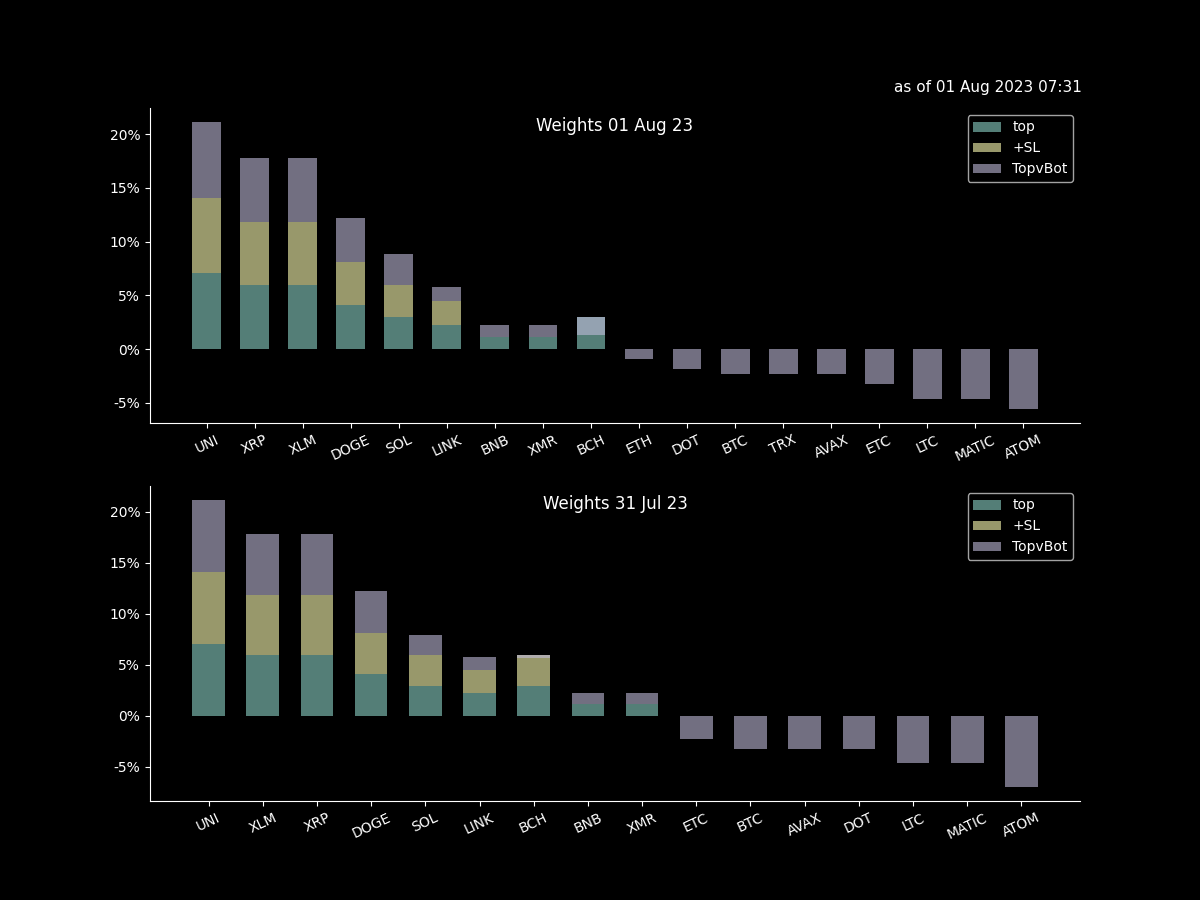 as of 01 Aug 2023 07:31
Weights 01 Aug 23
top
+SL
TopvBot
20%
15%
10%
5%
0%
-5%
UNI XRP XLM DOGE SOL LINK BNB XMR BCH ETH DOT BTC TRX AVAX ETC LTC MATIC ATOM
Weights 31 Jul 23
top
+SL
TopvBot
20%
15%
10%
5%
0%
-5%
UNI XLM XRP DOGE SOL LINK BCH BNB XMR ETC BTC AVAX DOT LTC MATIC ATOM